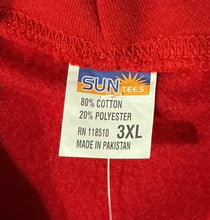 SUN
TEES
80% COTTON
20% POLYESTER
RN 118510 3XL
MADE IN PAKISTAN